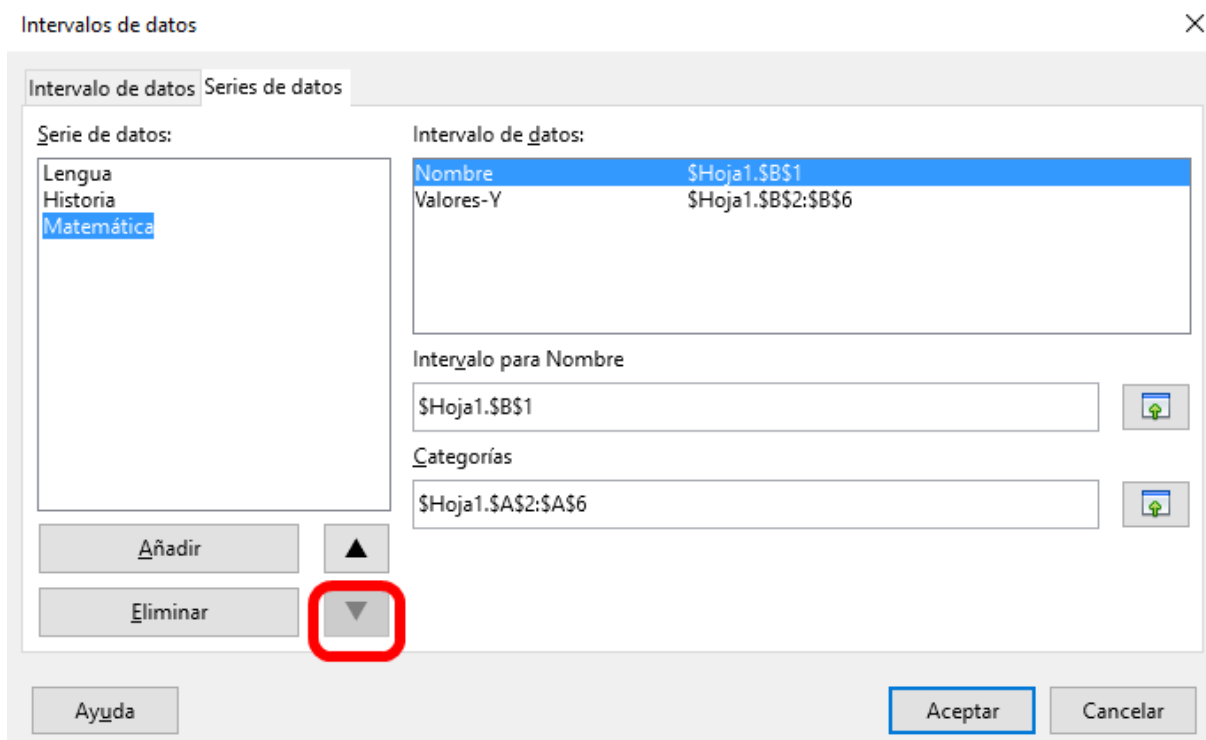 Intervalos de datos
Intervalo de datos Series de datos
Serie de datos:
Lengua
Historia
Matemática
Añadir
Eliminar
Intervalo de datos:
Nombre $Hoja1.$B$1
Valores-Y $Hoja1.$B$2:$B$6
Intervalo para Nombre
$Hoja1.$B$1
Categorías
$Hoja1.$A$2:$A$6
Ayuda
Aceptar
Cancelar